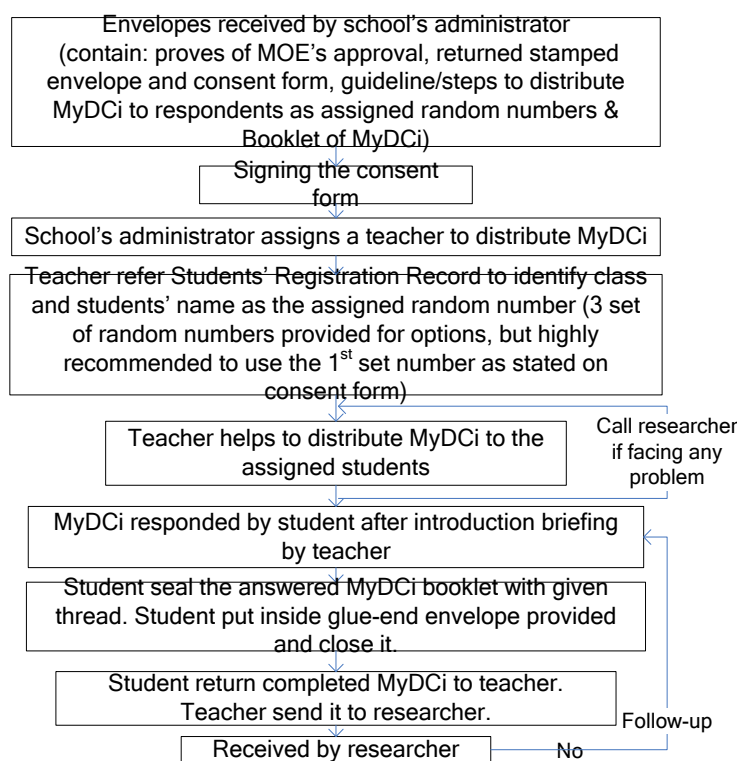 Envelopes received by school's administrator
(contain: proves of MOE's approval, returned stamped
envelope and consent form, guideline/steps to distribute
MyDCi to respondents as assigned random numbers &
Booklet of MyDCi)
Signing the consent
form
School's administrator assigns a teacher to distribute MyDCi
Teacher refer Students' Registration Record to identify class
and students' name as the assigned random number (3 set
of random numbers provided for options, but highly
recommended to use the 1st set number as stated on
consent form)
Teacher helps to distribute MyDCi to the
assigned students
Call researcher
if facing any
problem
MyDCi responded by student after introduction briefing
by teacher
Student seal the answered MyDCi booklet with given
thread. Student put inside glue-end envelope provided
and close it.
Student return completed MyDCi to teacher.
Teacher send it to researcher.
Follow-up
Received by researcher
No